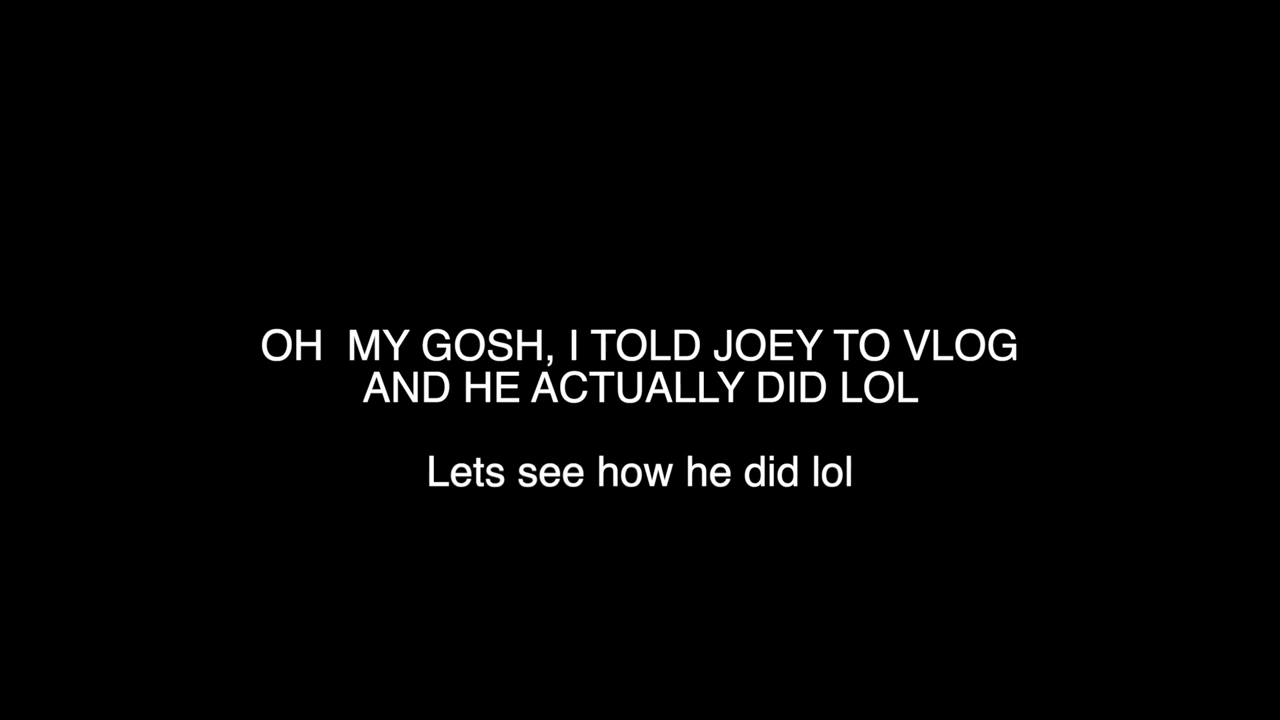 OH  MY GOSH, I TOLD JOEY TO VLOG
AND HE ACTUALLY DID LOL
Lets see how he did lol